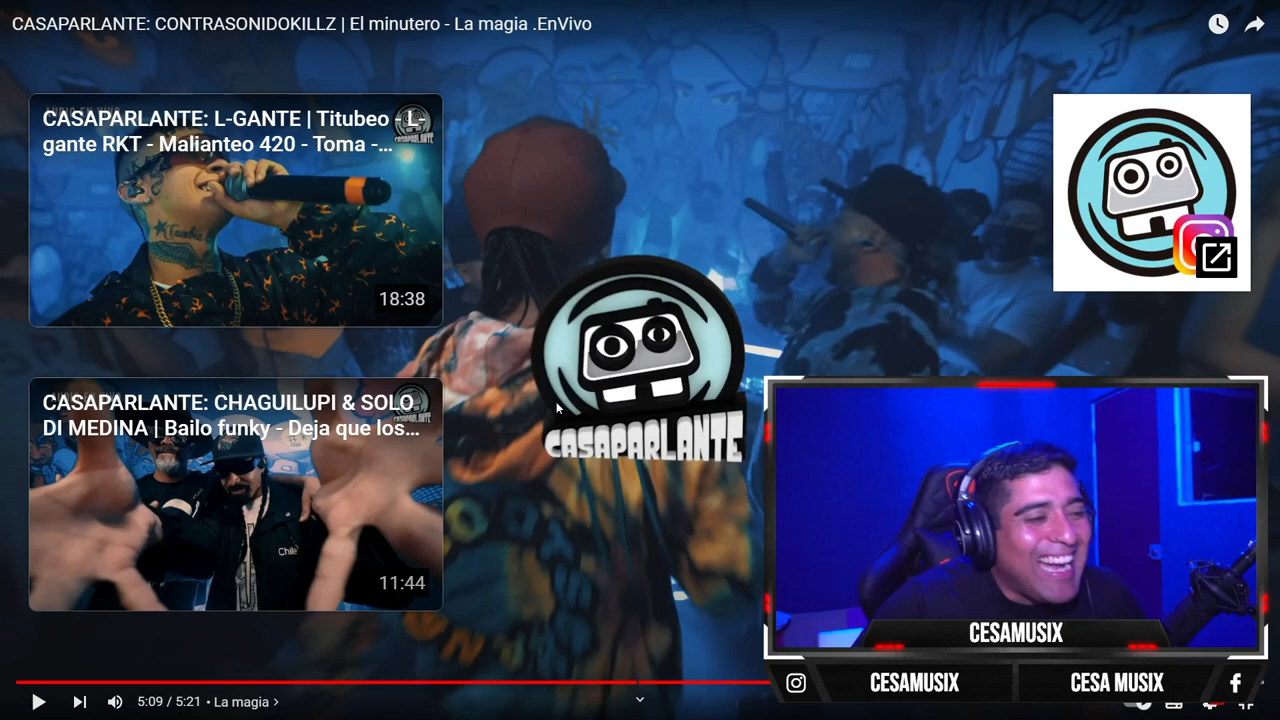 CASAPARLANTE: CONTRASONIDOKILLZ | El minutero - La magia .EnVivo
CASAPARLANTE: L-GANTE | Titubeo - L-
gante RKT - Malianteo 420 - Toma -...
18:38
CASAPARLANTE
CASAPARLANTE: CHAGUILUPI & SOLO
DI MEDINA | Bailo funky - Deja que los...
Chile
11:44
CESAMUSIX
CESAMUSIX
CESA MUSIX
5:09 / 5:21 • La magia >